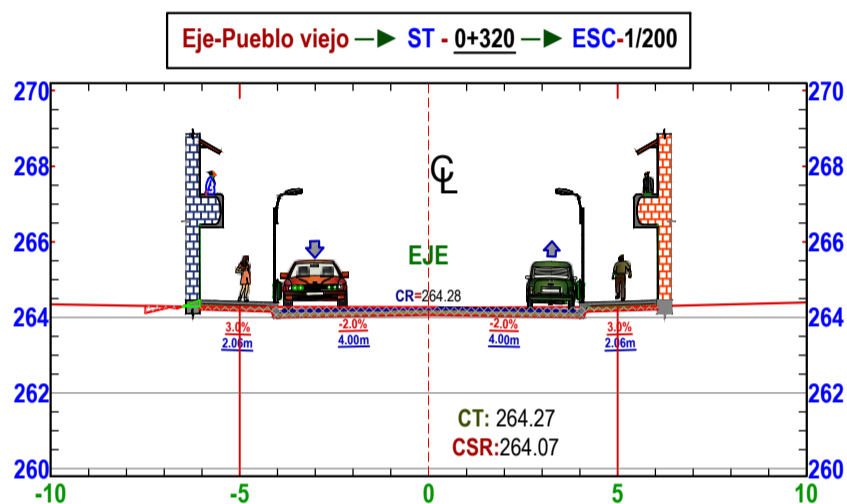 Eje-Pueblo viejo → ST - 0+320 → ESC-1/200
270 270
268 268
℄
266 266
EJE
CR=264.28
264 264
3.0% -2.0% -2.0% 3.0%
2.06m 4.00m 4.00m 2.06m
262 262
CT: 264.27
CSR:264.07
260 260
-10 -5 0 5 10